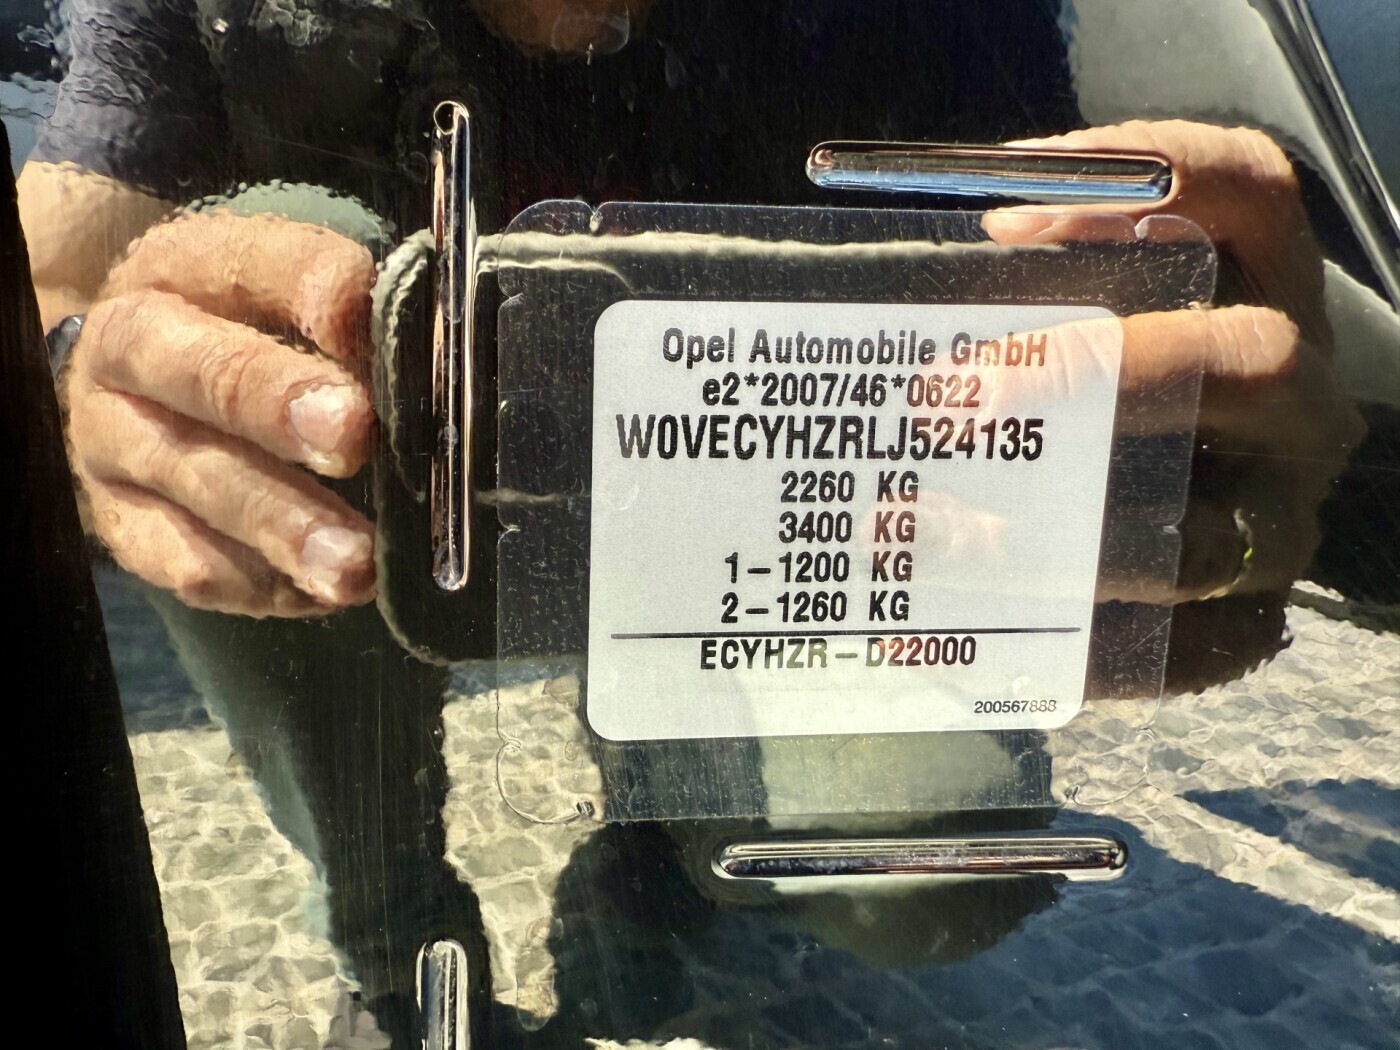 Opel Automobile GmbH
e2*2007/46*0622
W0VECYHZRLJ524135
2260 KG
3400 KG
1-1200 KG
2-1260 KG
ECYHZR-D22000
200567888